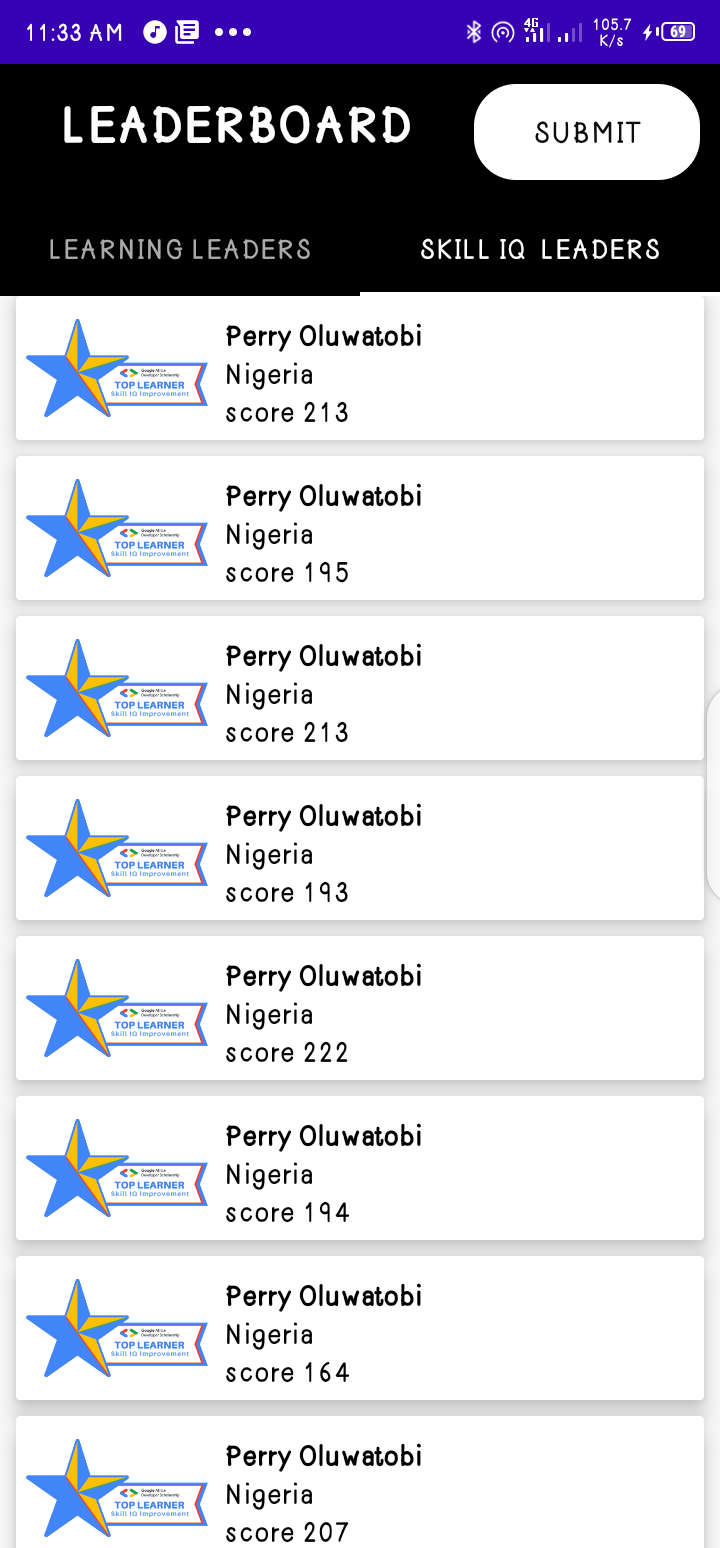 11:33 AM
4G
105.7
K/s
69
LEADERBOARD
SUBMIT
LEARNING LEADERS
SKILL IQ LEADERS
Google Africa
Developer Scholarship
TOP LEARNER
Skill IQ Improvement
Perry Oluwatobi
Nigeria
score 213
Google Africa
Developer Scholarship
TOP LEARNER
Skill IQ Improvement
Perry Oluwatobi
Nigeria
score 195
Google Africa
Developer Scholarship
TOP LEARNER
Skill IQ Improvement
Perry Oluwatobi
Nigeria
score 213
Google Africa
Developer Scholarship
TOP LEARNER
Skill IQ Improvement
Perry Oluwatobi
Nigeria
score 193
Google Africa
Developer Scholarship
TOP LEARNER
Skill IQ Improvement
Perry Oluwatobi
Nigeria
score 222
Google Africa
Developer Scholarship
TOP LEARNER
Skill IQ Improvement
Perry Oluwatobi
Nigeria
score 194
Google Africa
Developer Scholarship
TOP LEARNER
Skill IQ Improvement
Perry Oluwatobi
Nigeria
score 164
Google Africa
Developer Scholarship
TOP LEARNER
Skill IQ Improvement
Perry Oluwatobi
Nigeria
score 207